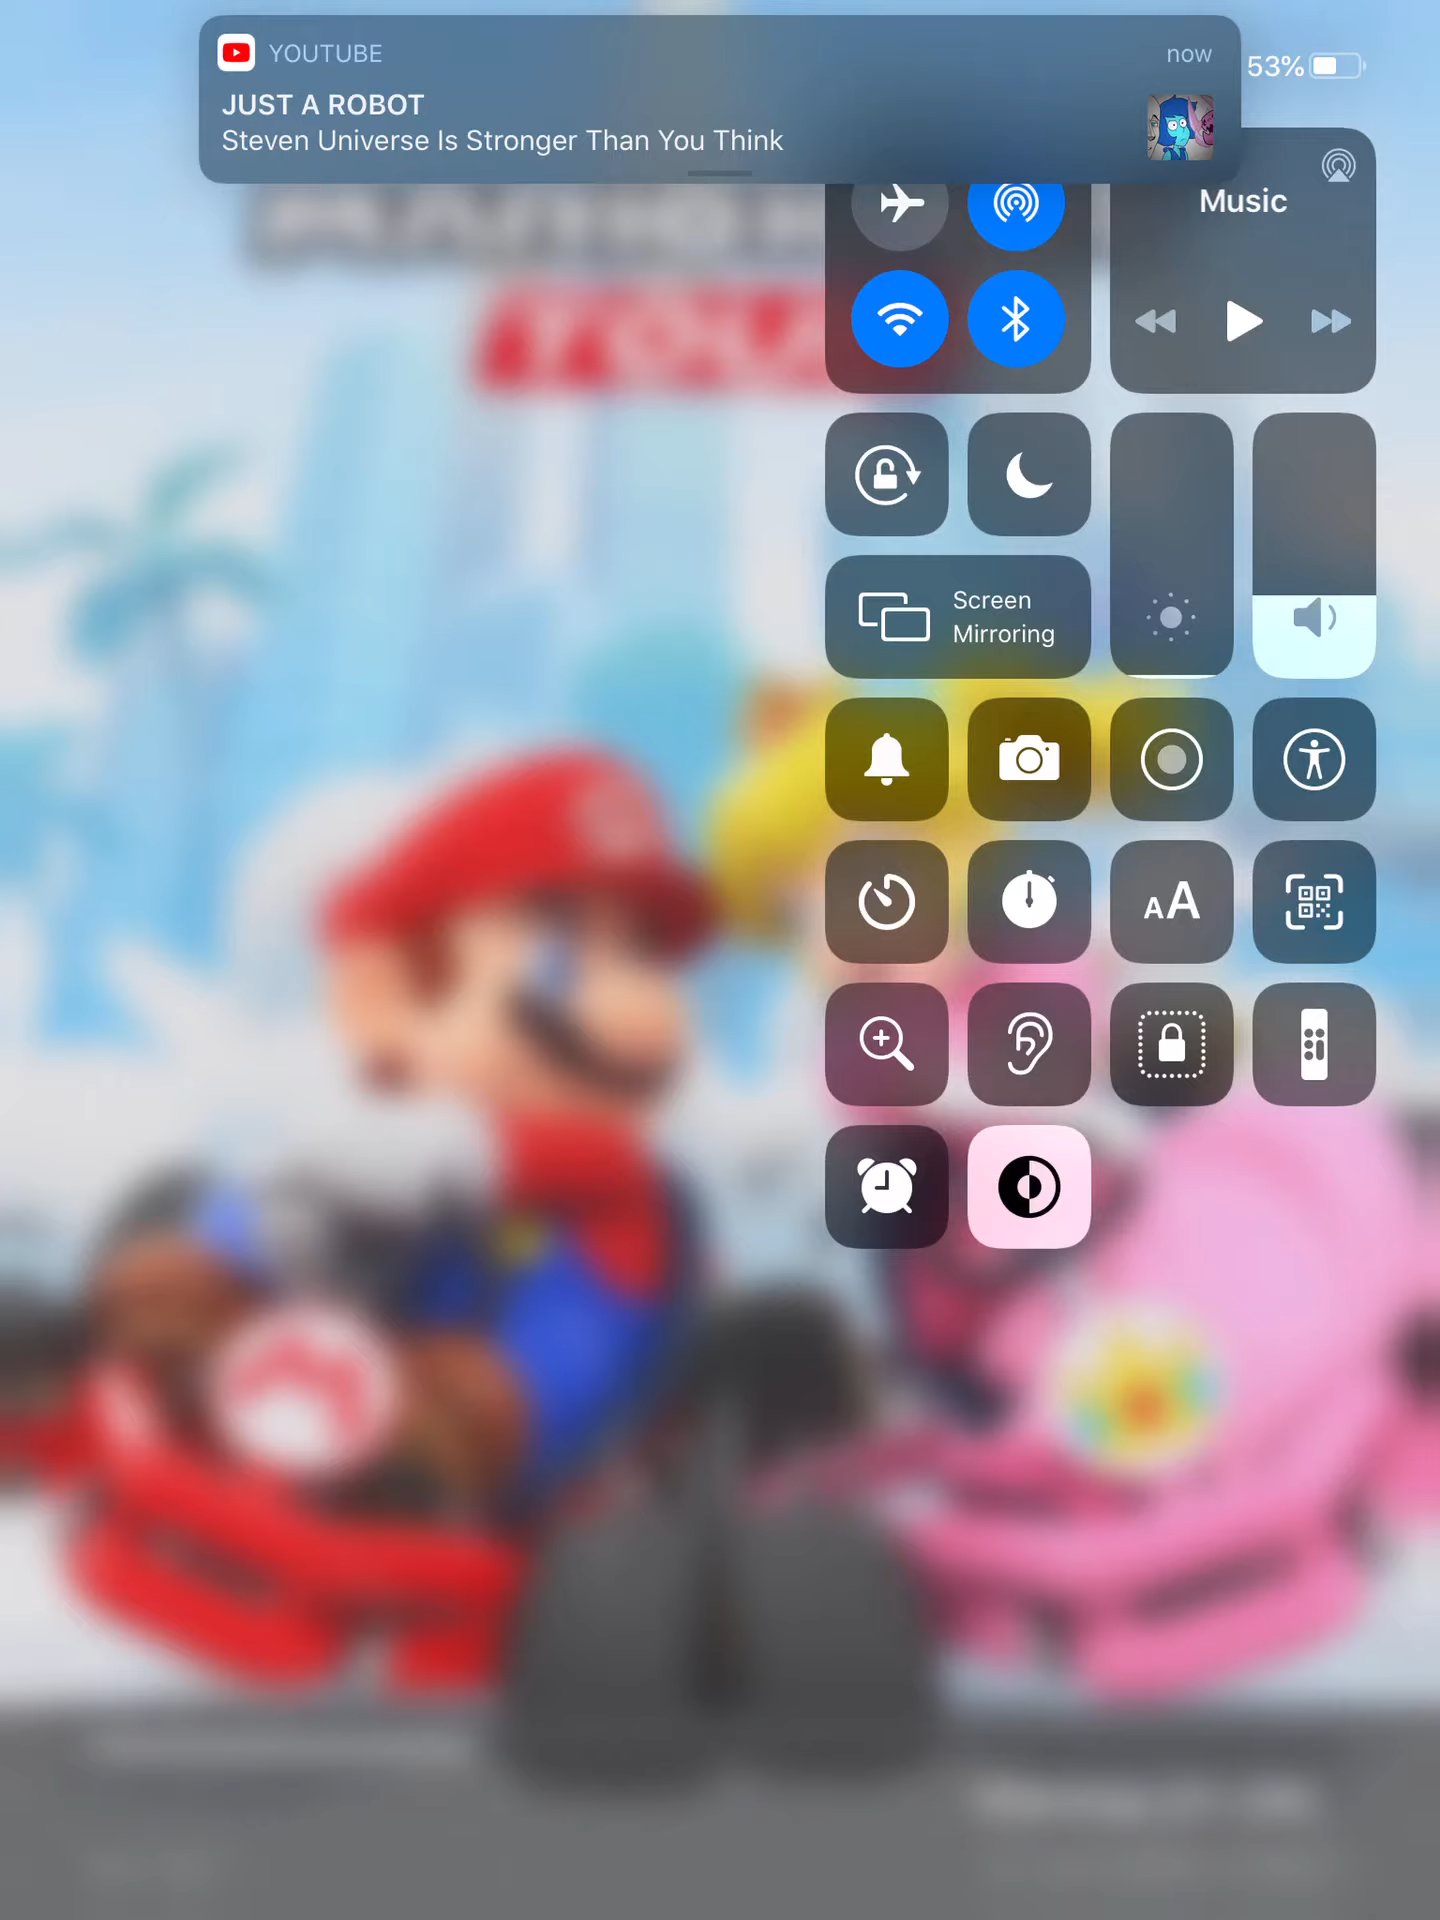 YOUTUBE
now
53%
JUST A ROBOT
Steven Universe Is Stronger Than You Think
Music
Screen
Mirroring
AA